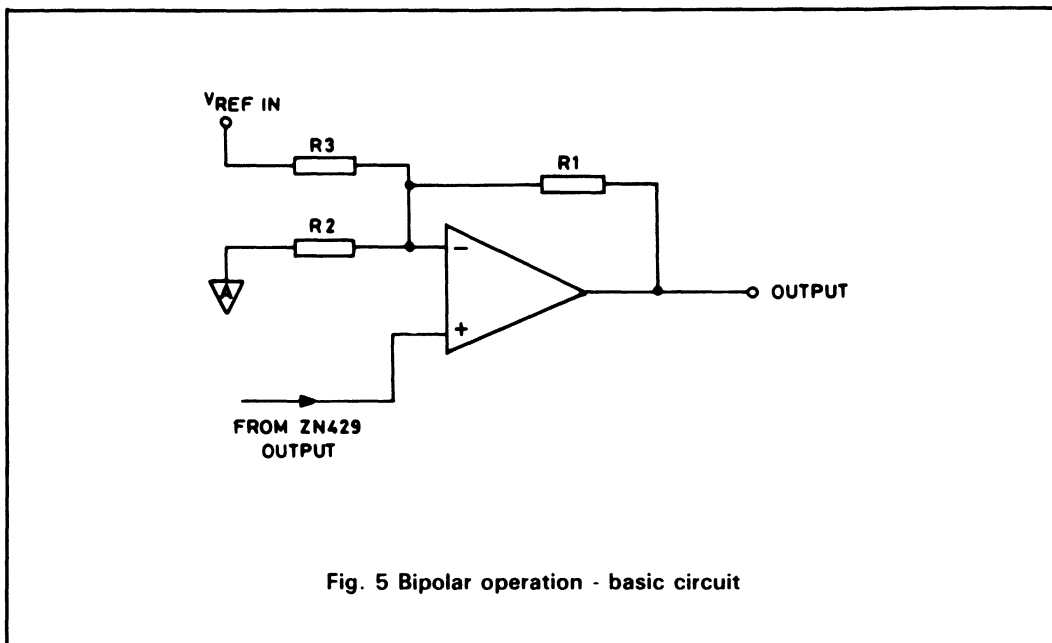 VREF IN
R3
R1
R2
A
−
+
OUTPUT
FROM ZN429
OUTPUT
Fig. 5 Bipolar operation - basic circuit